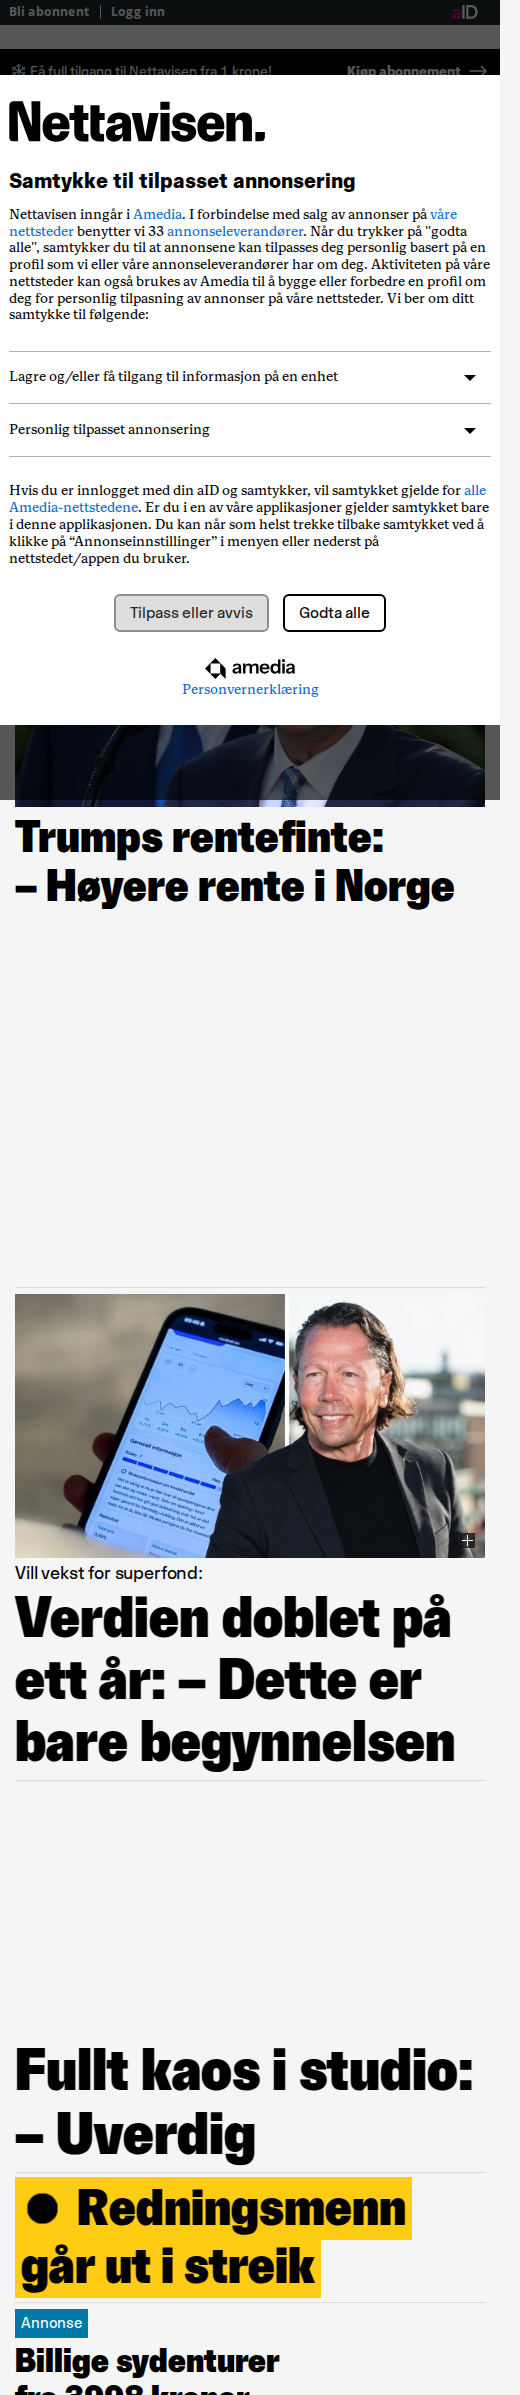 Bli abonnent
Logg inn
aID
Få full tilgang til Nettavisen fra 1 krone!
Kjøp abonnement
Nettavisen.
Samtykke til tilpasset annonsering
Nettavisen inngår i Amedia. I forbindelse med salg av annonser på våre
nettsteder benytter vi 33 annonseleverandører. Når du trykker på "godta
alle", samtykker du til at annonsene kan tilpasses deg personlig basert på en
profil som vi eller våre annonseleverandører har om deg. Aktiviteten på våre
nettsteder kan også brukes av Amedia til å bygge eller forbedre en profil om
deg for personlig tilpasning av annonser på våre nettsteder. Vi ber om ditt
samtykke til følgende:
Lagre og/eller få tilgang til informasjon på en enhet
Personlig tilpasset annonsering
Hvis du er innlogget med din aID og samtykker, vil samtykket gjelde for alle
Amedia-nettstedene. Er du i en av våre applikasjoner gjelder samtykket bare
i denne applikasjonen. Du kan når som helst trekke tilbake samtykket ved å
klikke på “Annonseinnstillinger” i menyen eller nederst på
nettstedet/appen du bruker.
Tilpass eller avvis
Godta alle
amedia
Personvernerklæring
Trumps rentefinte:
– Høyere rente i Norge
Generell informasjon
Vill vekst for superfond:
Verdien doblet på
ett år: – Dette er
bare begynnelsen
Fullt kaos i studio:
– Uverdig
Redningsmenn
går ut i streik
Annonse
Billige sydenturer
fra 3998 kroner